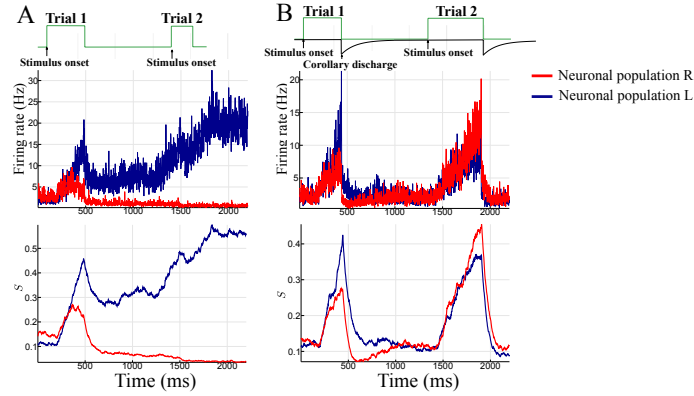 A
Trial 1
Trial 2
Stimulus onset
Stimulus onset
Firing rate (Hz)
30
25
20
15
10
5
500
1000
1500
2000
S
0.5
0.4
0.3
0.2
0.1
500
1000
1500
2000
Time (ms)
B
Trial 1
Trial 2
Stimulus onset
Stimulus onset
Corollary discharge
Firing rate (Hz)
20
15
10
5
500
1000
1500
2000
S
0.4
0.3
0.2
0.1
500
1000
1500
2000
Time (ms)
Neuronal population R
Neuronal population L